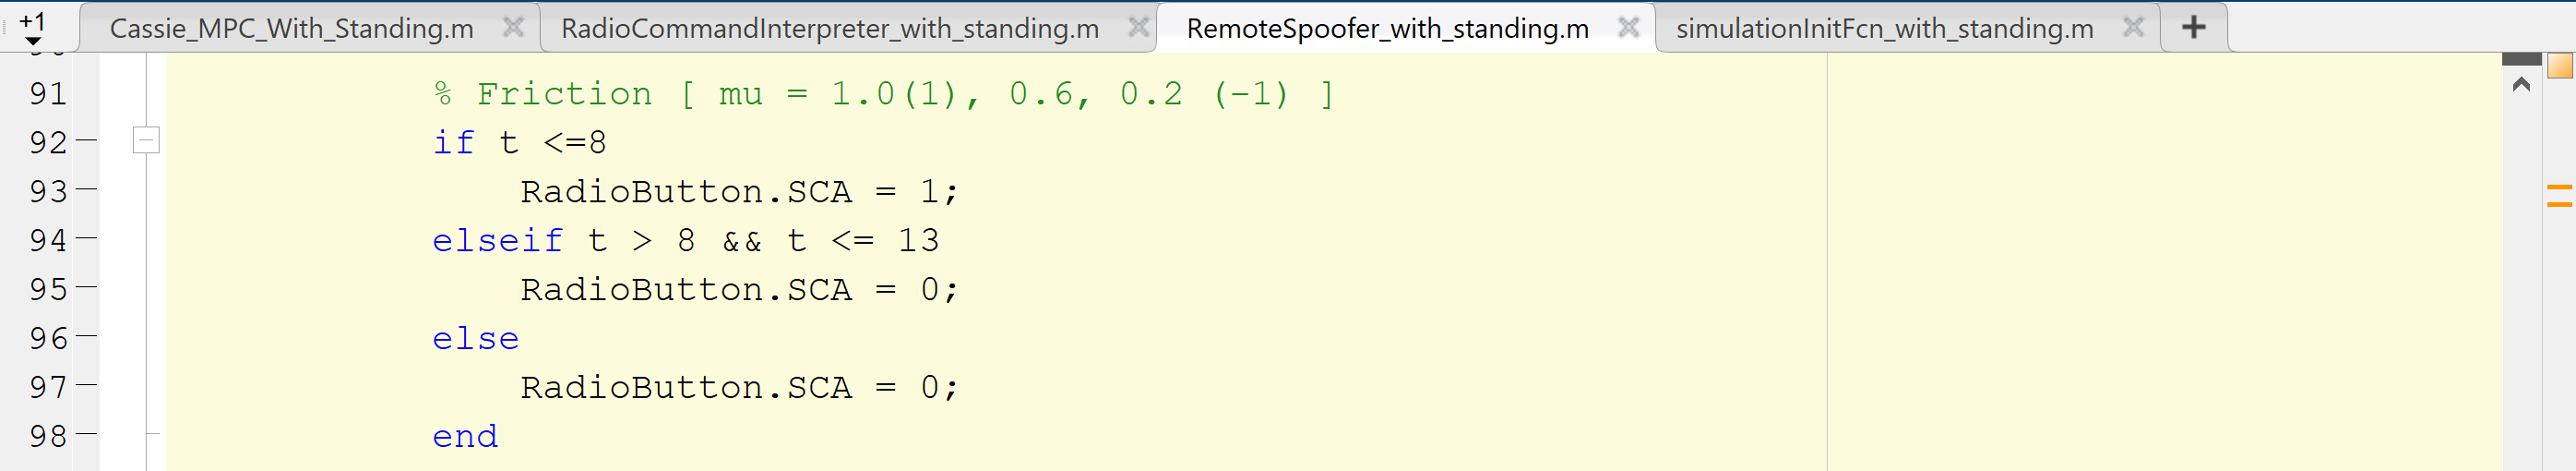 +1 Cassie_MPC_With_Standing.m RadioCommandInterpreter_with_standing.m RemoteSpoofer_with_standing.m simulationInitFcn_with_standing.m +
91 % Friction [ mu = 1.0(1), 0.6, 0.2 (-1) ]
92 if t <=8
93 RadioButton.SCA = 1;
94 elseif t > 8 && t <= 13
95 RadioButton.SCA = 0;
96 else
97 RadioButton.SCA = 0;
98 end